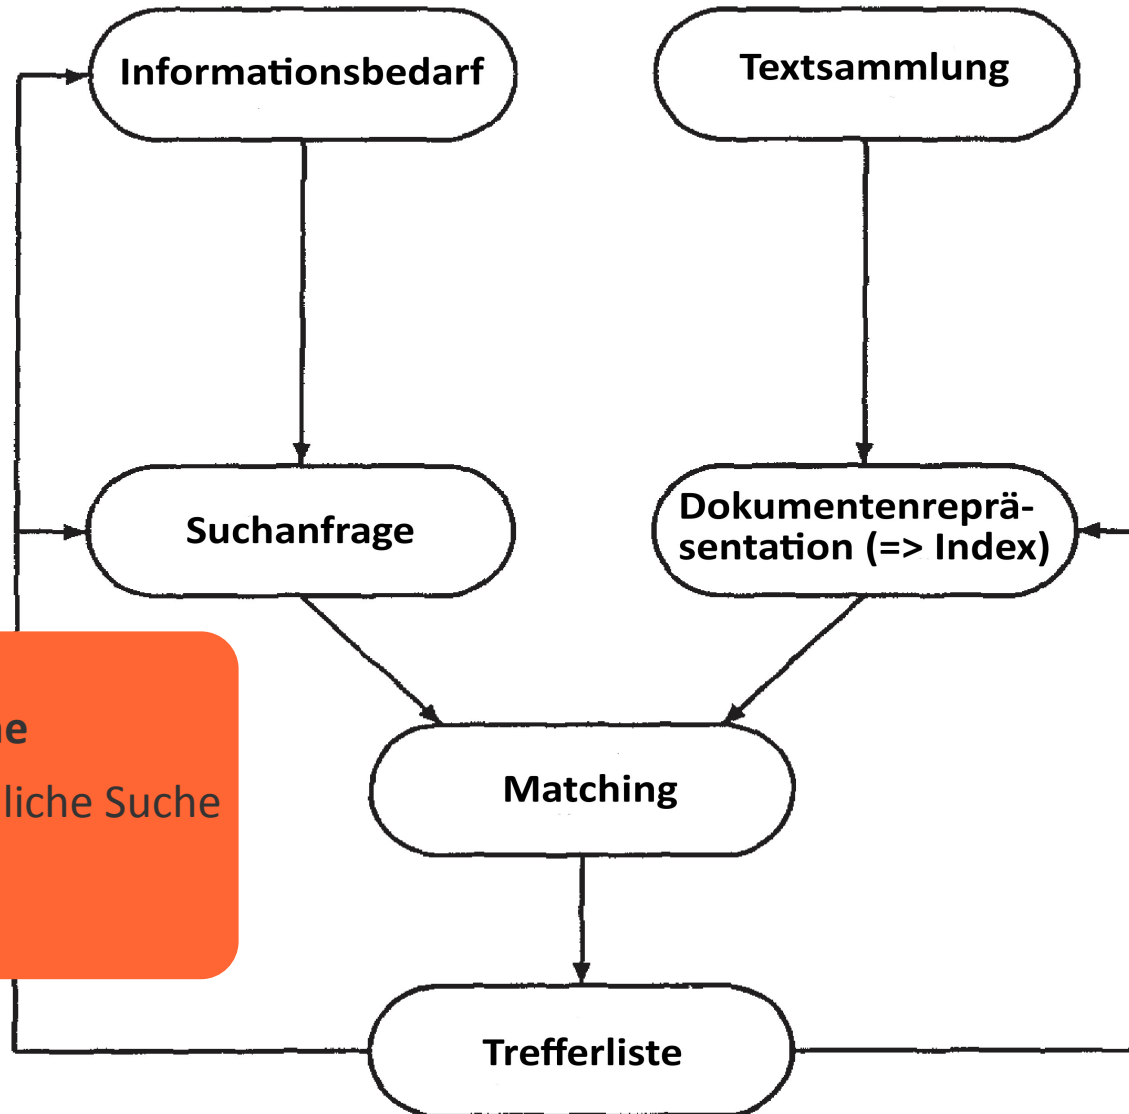 Informationsbedarf
Textsammlung
Suchanfrage
Dokumentenreprä-
sentation (=> Index)
Matching
liche Suche
Trefferliste